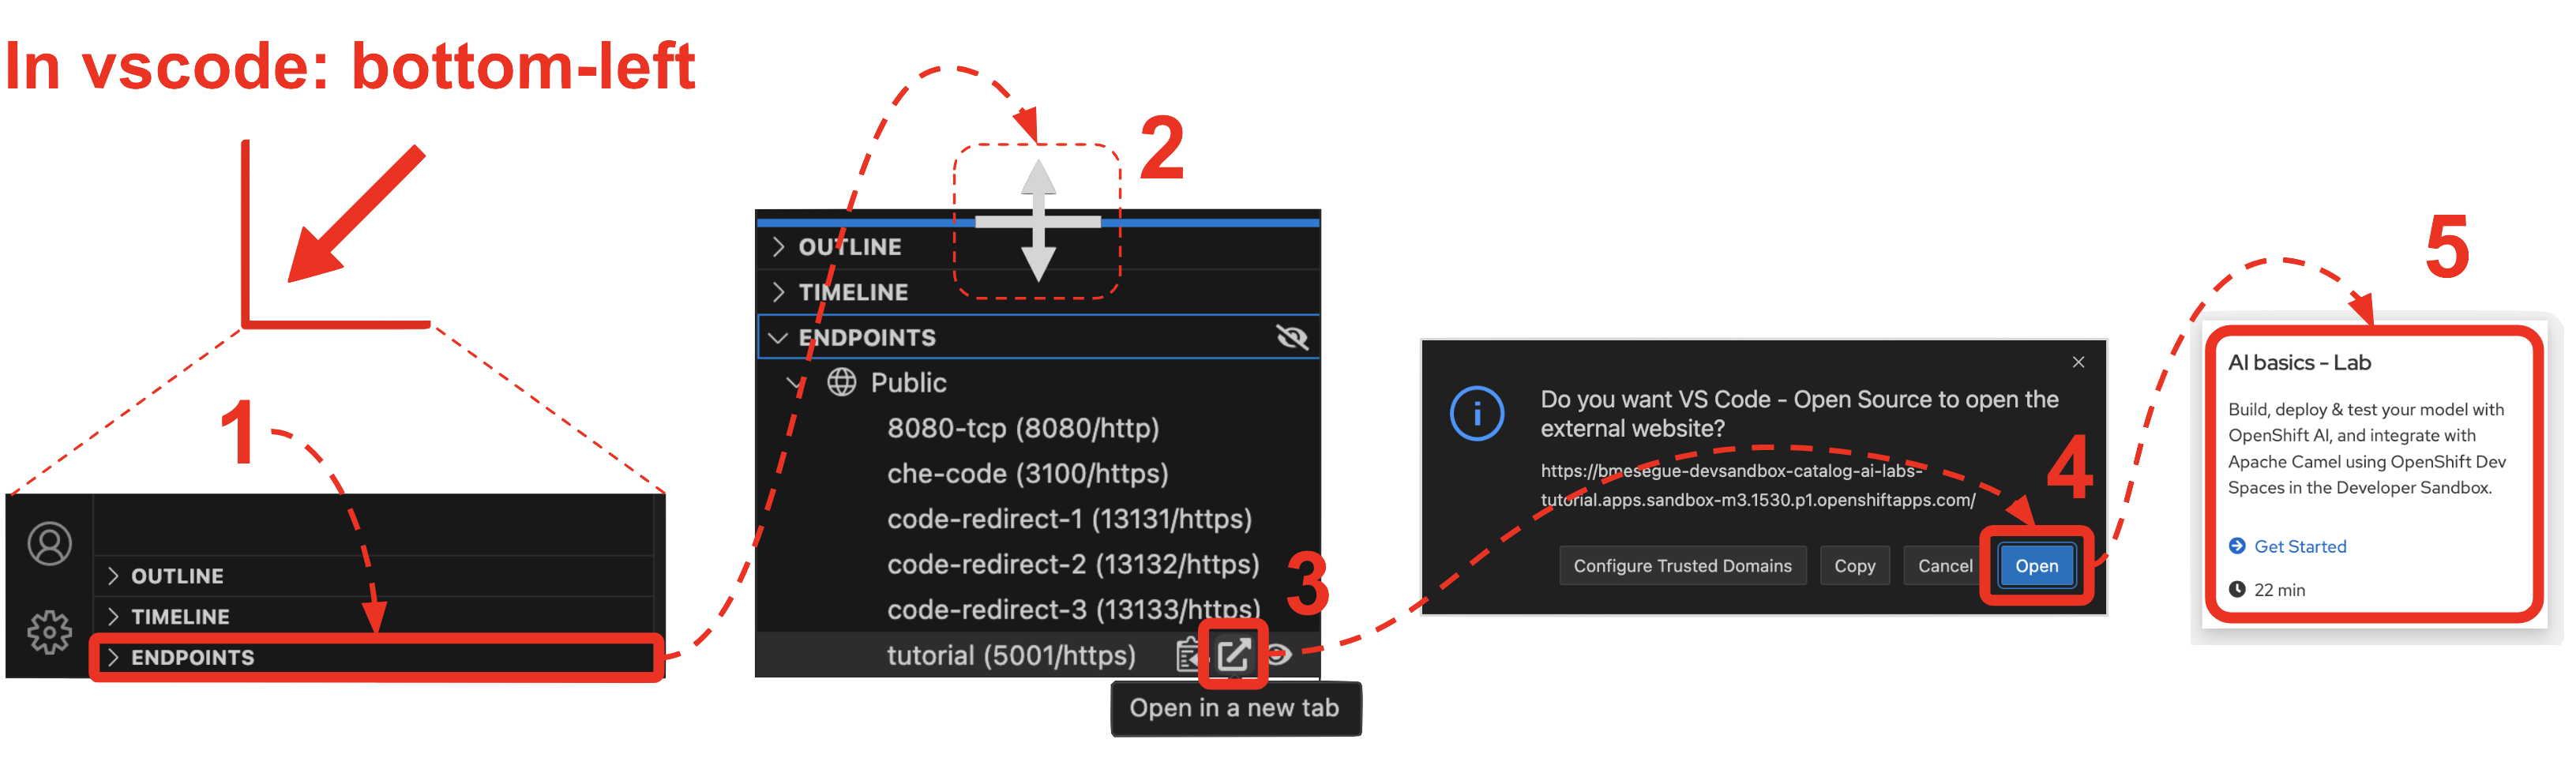 In vscode: bottom-left
1
OUTLINE
TIMELINE
ENDPOINTS
2
OUTLINE
TIMELINE
ENDPOINTS
Public
8080-tcp (8080/http)
che-code (3100/https)
code-redirect-1 (13131/https)
code-redirect-2 (13132/https)
code-redirect-3 (13133/https)
tutorial (5001/https)
3
Open in a new tab
Do you want VS Code - Open Source to open the
external website?
https://bmesegue-devsandbox-catalog-ai-labs-
tutorial.apps.sandbox-m3.1530.p1.openshiftapps.com/
4
Configure Trusted Domains
Copy
Cancel
Open
5
AI basics - Lab
Build, deploy & test your model with
OpenShift AI, and integrate with
Apache Camel using OpenShift Dev
Spaces in the Developer Sandbox.
Get Started
22 min